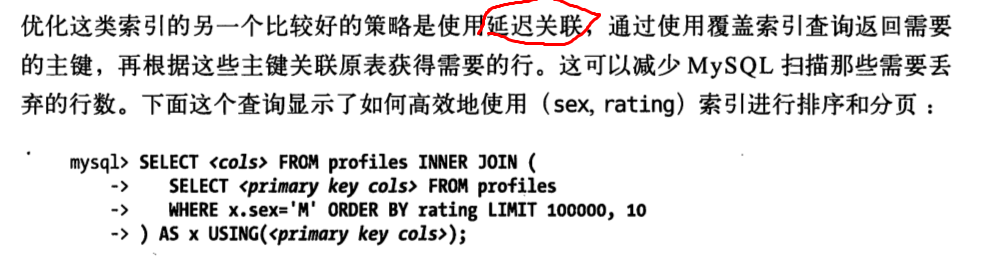 优化这类索引的另一个比较好的策略是使用延迟关联，通过使用覆盖索引查询返回需要
的主键，再根据这些主键关联原表获得需要的行。这可以减少 MySQL 扫描那些需要丢
弃的行数。下面这个查询显示了如何高效地使用（sex, rating）索引进行排序和分页：
mysql> SELECT <cols> FROM profiles INNER JOIN (
-> SELECT <primary key cols> FROM profiles
-> WHERE x.sex='M' ORDER BY rating LIMIT 100000, 10
-> ) AS x USING(<primary key cols>);